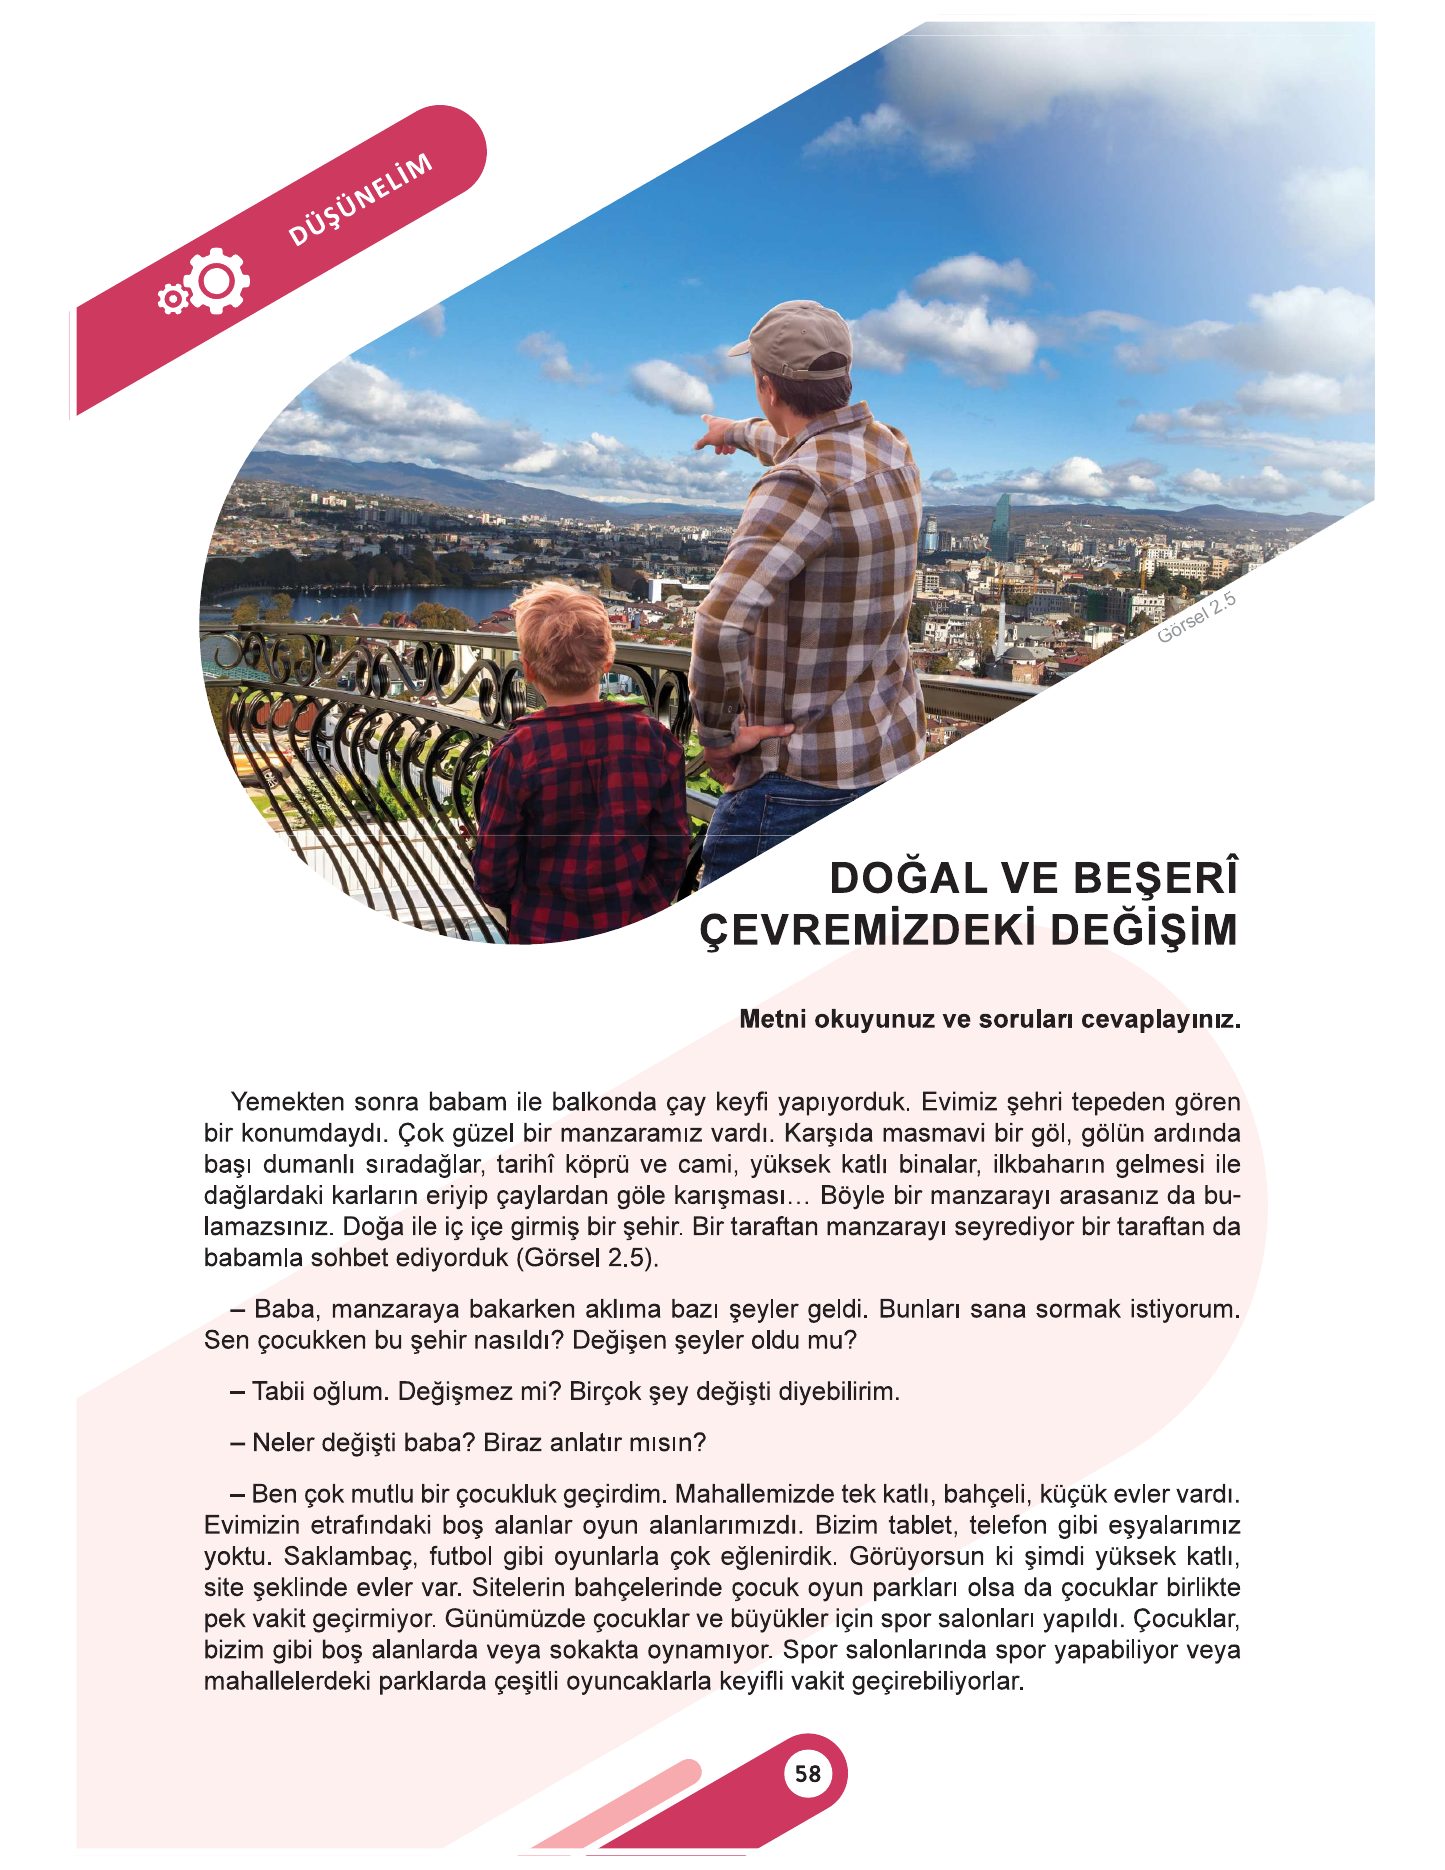 DÜŞÜNELİM
Görsel 2.5
DOĞAL VE BEŞERÎ
ÇEVREMİZDEKİ DEĞİŞİM
Metni okuyunuz ve soruları cevaplayınız.
Yemekten sonra babam ile balkonda çay keyfi yapıyorduk. Evimiz şehri tepeden gören
bir konumdaydı. Çok güzel bir manzaramız vardı. Karşıda masmavi bir göl, gölün ardında
başı dumanlı sıradağlar, tarihî köprü ve cami, yüksek katlı binalar, ilkbaharın gelmesi ile
dağlardaki karların eriyip çaylardan göle karışması… Böyle bir manzarayı arasanız da bu-
lamazsınız. Doğa ile iç içe girmiş bir şehir. Bir taraftan manzarayı seyrediyor bir taraftan da
babamla sohbet ediyorduk (Görsel 2.5).
– Baba, manzaraya bakarken aklıma bazı şeyler geldi. Bunları sana sormak istiyorum.
Sen çocukken bu şehir nasıldı? Değişen şeyler oldu mu?
– Tabii oğlum. Değişmez mi? Birçok şey değişti diyebilirim.
– Neler değişti baba? Biraz anlatır mısın?
– Ben çok mutlu bir çocukluk geçirdim. Mahallemizde tek katlı, bahçeli, küçük evler vardı.
Evimizin etrafındaki boş alanlar oyun alanlarımızdı. Bizim tablet, telefon gibi eşyalarımız
yoktu. Saklambaç, futbol gibi oyunlarla çok eğlenirdik. Görüyorsun ki şimdi yüksek katlı,
site şeklinde evler var. Sitelerin bahçelerinde çocuk oyun parkları olsa da çocuklar birlikte
pek vakit geçirmiyor. Günümüzde çocuklar ve büyükler için spor salonları yapıldı. Çocuklar,
bizim gibi boş alanlarda veya sokakta oynamıyor. Spor salonlarında spor yapabiliyor veya
mahallelerdeki parklarda çeşitli oyuncaklarla keyifli vakit geçirebiliyorlar.
58